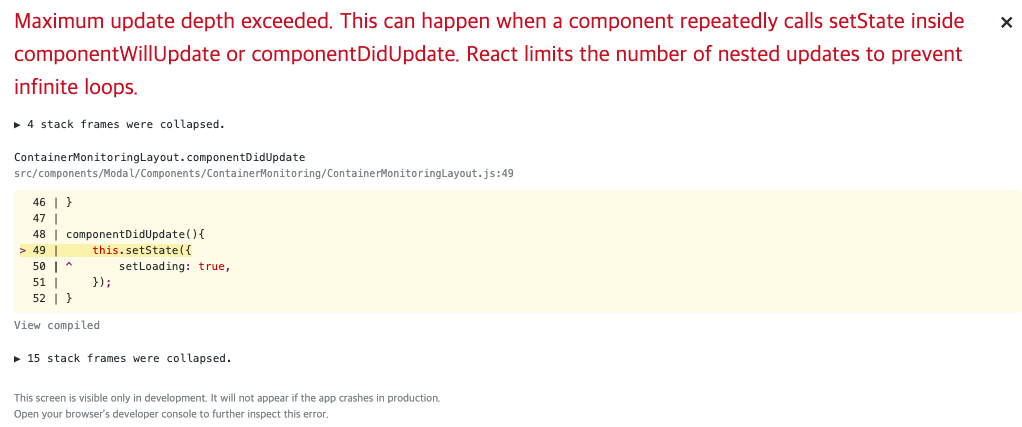 Maximum update depth exceeded. This can happen when a component repeatedly calls setState inside ×
componentWillUpdate or componentDidUpdate. React limits the number of nested updates to prevent
infinite loops.
▶ 4 stack frames were collapsed.
ContainerMonitoringLayout.componentDidUpdate
src/components/Modal/Components/ContainerMonitoring/ContainerMonitoringLayout.js:49
46 | }
47 |
48 | componentDidUpdate(){
> 49 |     this.setState({
50 | ^       setLoading: true,
51 |     });
52 | }
View compiled
▶ 15 stack frames were collapsed.
This screen is visible only in development. It will not appear if the app crashes in production.
Open your browser's developer console to further inspect this error.